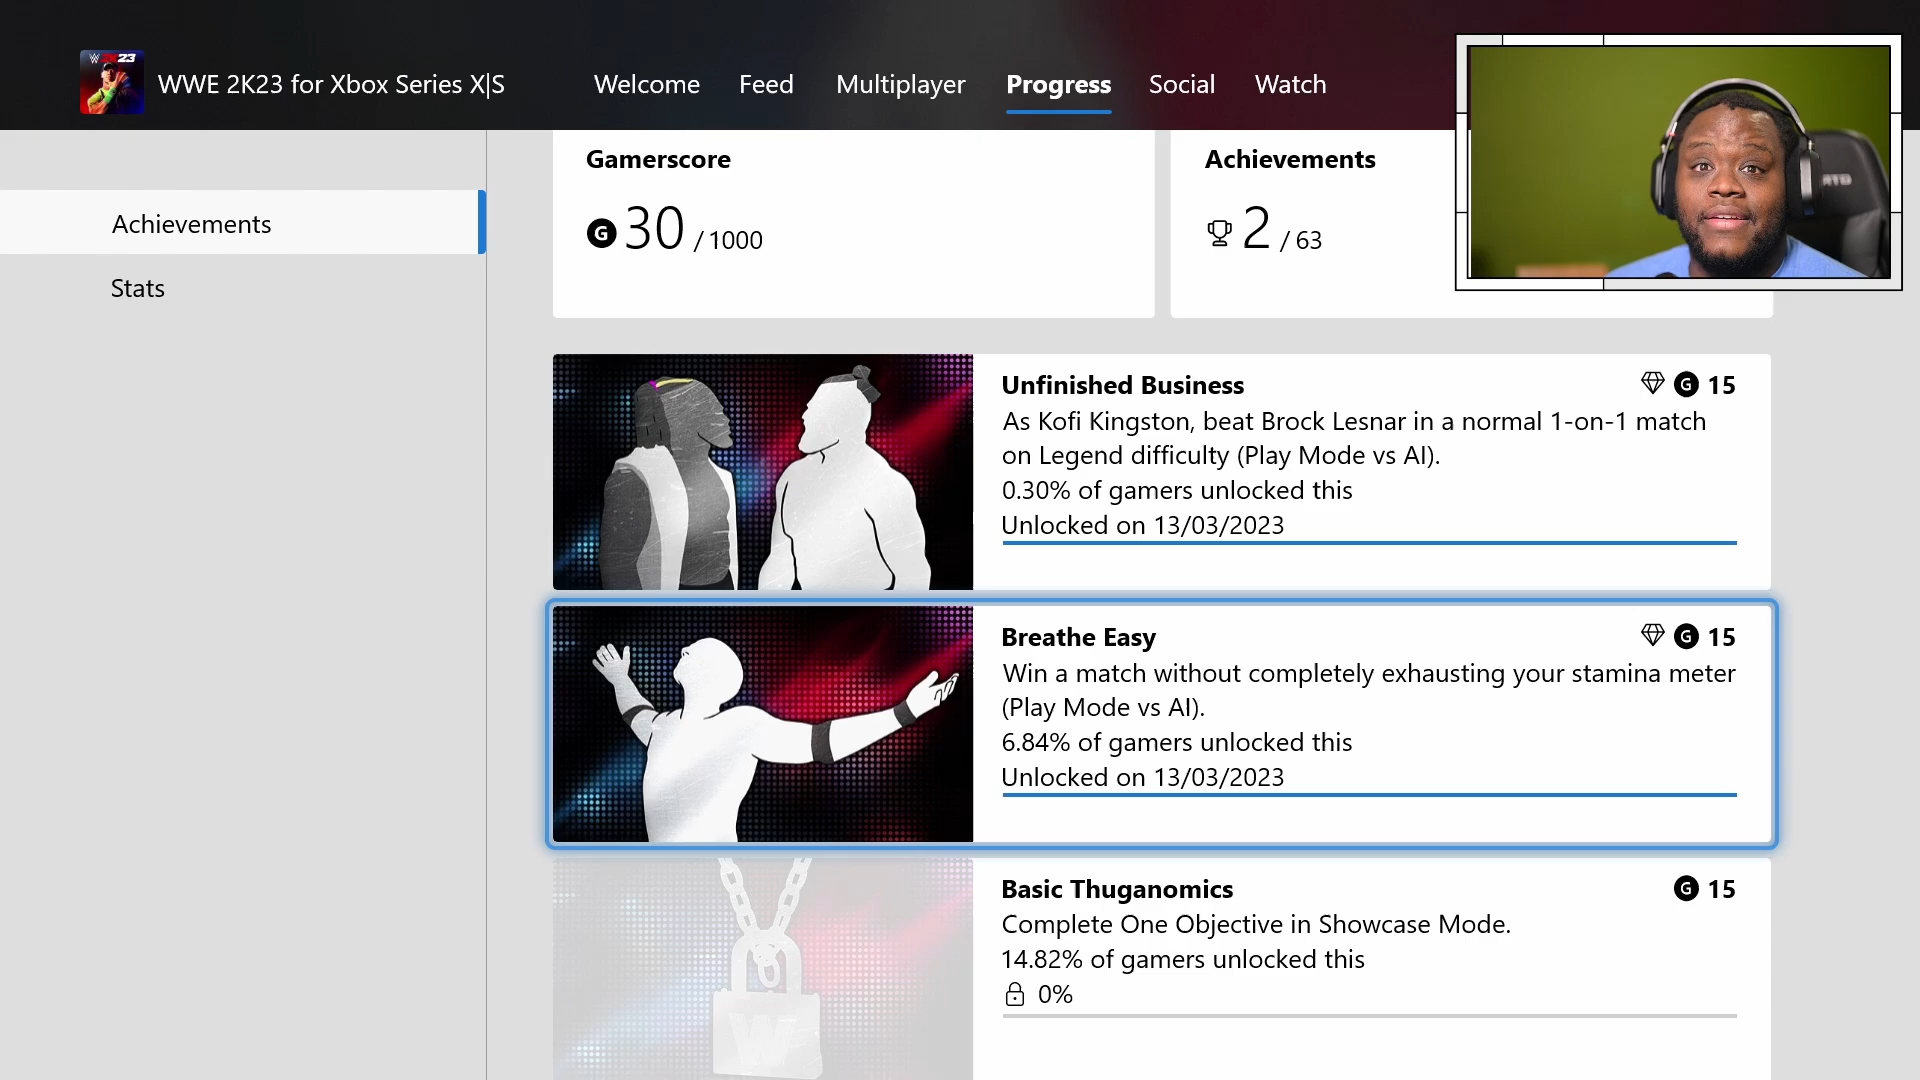 W 2K23
WWE 2K23 for Xbox Series X|S
Welcome
Feed
Multiplayer
Progress
Social
Watch
Achievements
Stats
Gamerscore
G 30 / 1000
Achievements
2 / 63
Unfinished Business
G 15
As Kofi Kingston, beat Brock Lesnar in a normal 1-on-1 match
on Legend difficulty (Play Mode vs AI).
0.30% of gamers unlocked this
Unlocked on 13/03/2023
Breathe Easy
G 15
Win a match without completely exhausting your stamina meter
(Play Mode vs AI).
6.84% of gamers unlocked this
Unlocked on 13/03/2023
Basic Thuganomics
G 15
Complete One Objective in Showcase Mode.
14.82% of gamers unlocked this
0%
W